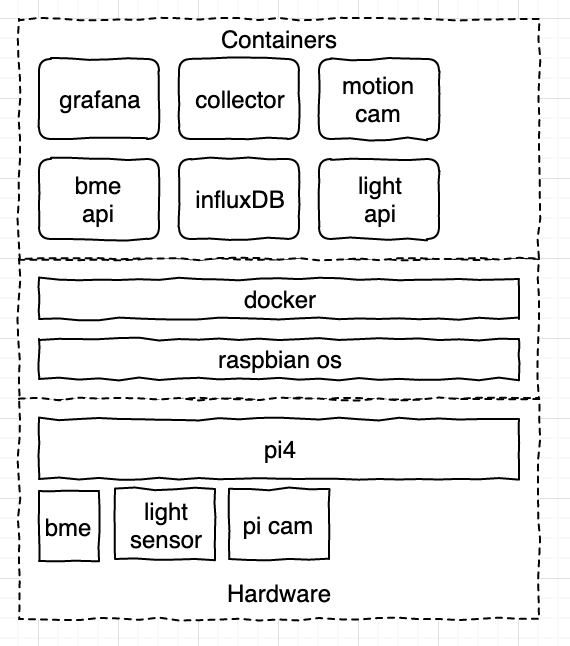 Containers
grafana
collector
motion
cam
bme
api
influxDB
light
api
docker
raspbian os
pi4
bme
light
sensor
pi cam
Hardware